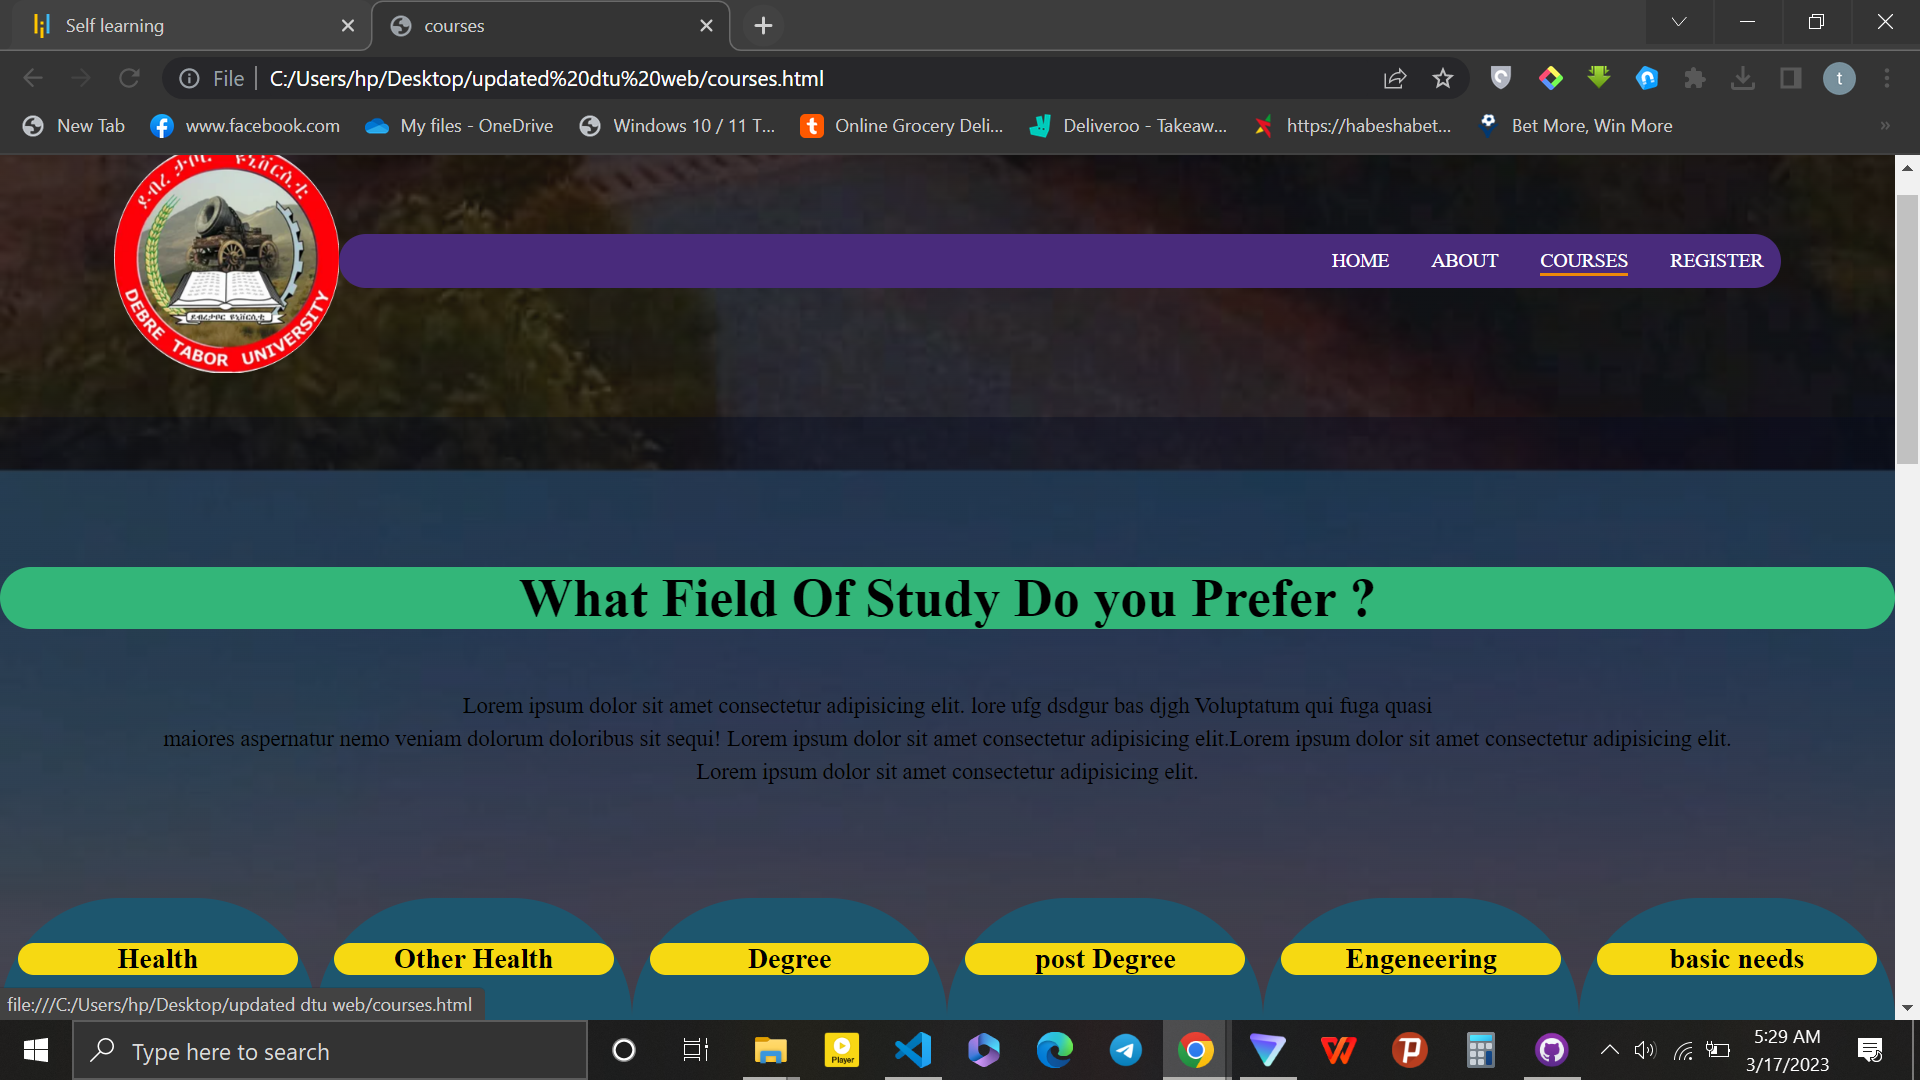 Self learning
courses
File
C:/Users/hp/Desktop/updated%20dtu%20web/courses.html
t
New Tab
www.facebook.com
My files - OneDrive
Windows 10 / 11 T...
Online Grocery Deli...
Deliveroo - Takeaw...
https://habeshabet...
Bet More, Win More
ደብረ ታቦር ዩኒቨርሲቲ
DEBRE TABOR UNIVERSITY
HOME
ABOUT
COURSES
REGISTER
What Field Of Study Do you Prefer ?
Lorem ipsum dolor sit amet consectetur adipisicing elit. lore ufg dsdgur bas djgh Voluptatum qui fuga quasi
maiores aspernatur nemo veniam dolorum doloribus sit sequi! Lorem ipsum dolor sit amet consectetur adipisicing elit.Lorem ipsum dolor sit amet consectetur adipisicing elit.
Lorem ipsum dolor sit amet consectetur adipisicing elit.
Health
Other Health
Degree
post Degree
Engeneering
basic needs
file:///C:/Users/hp/Desktop/updated dtu web/courses.html
Type here to search
Player
5:29 AM
3/17/2023